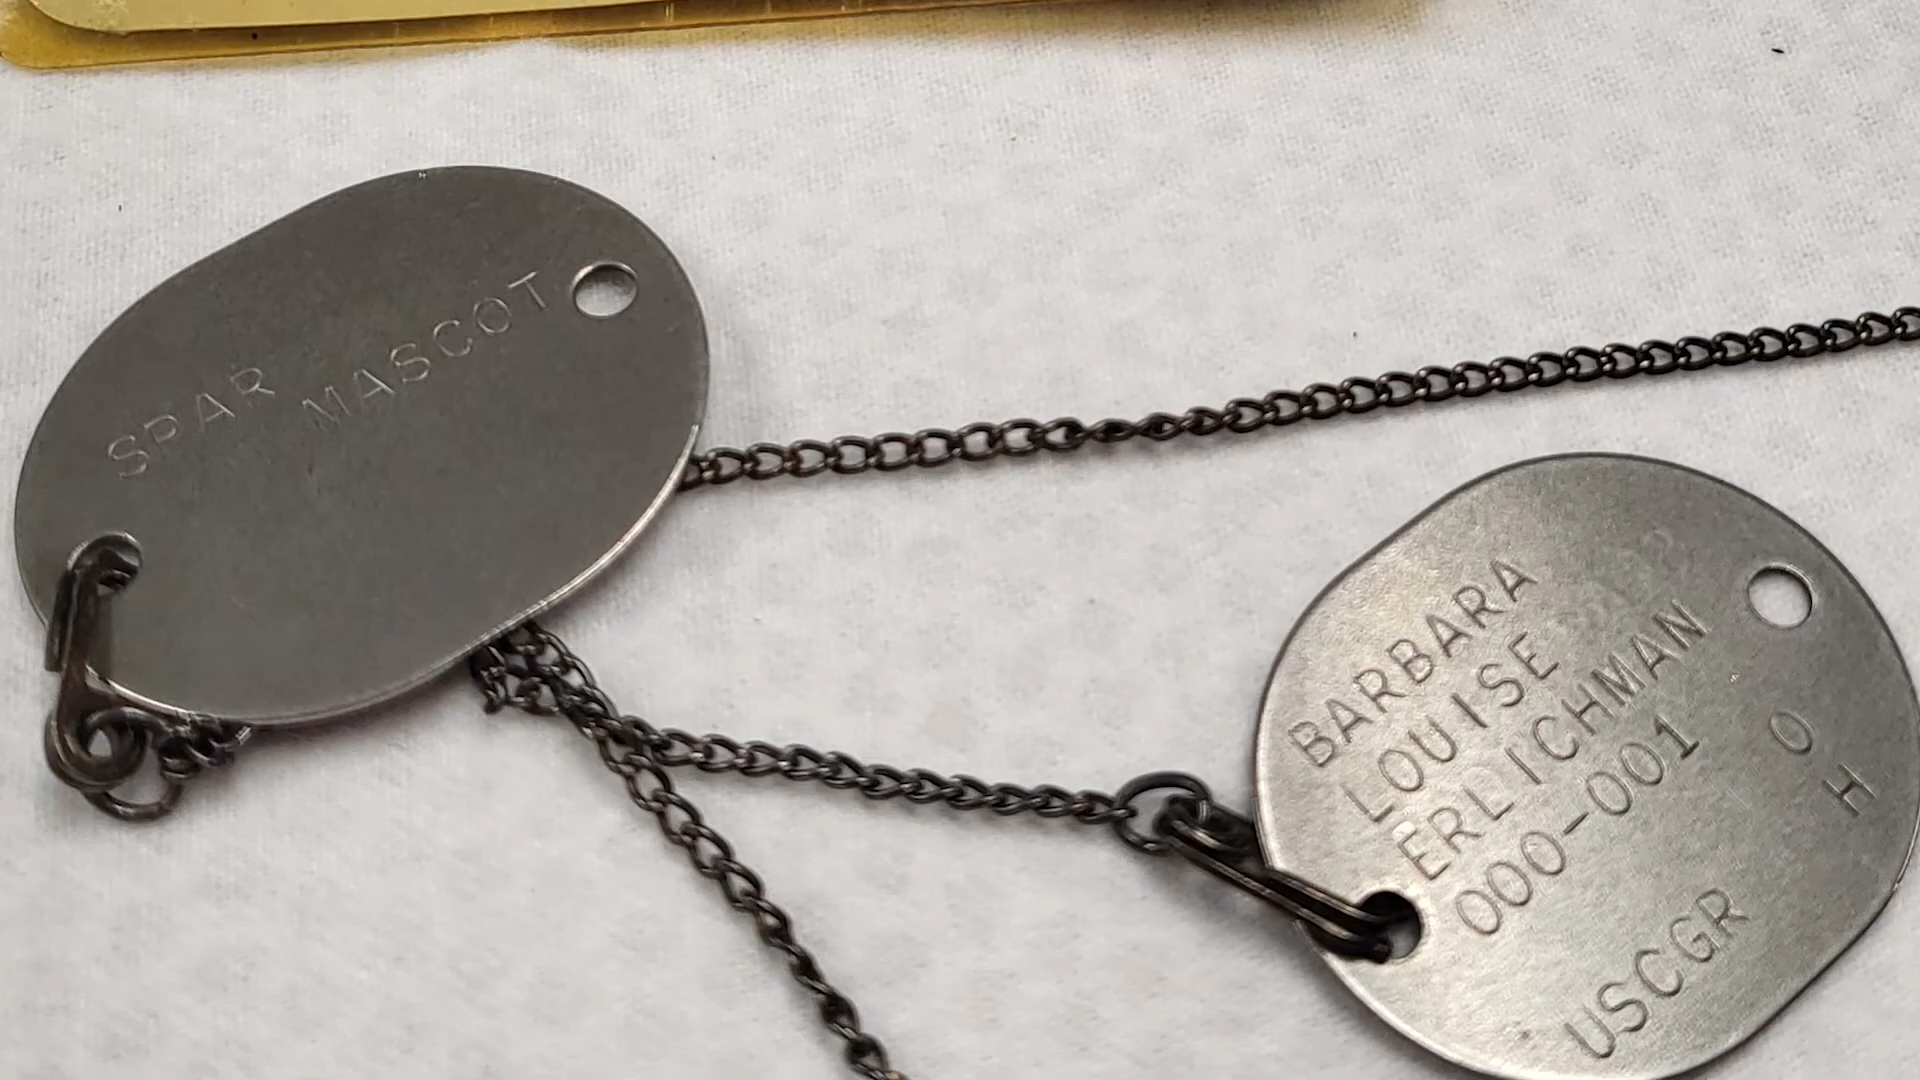 SPAR MASCOT
BARBARA
LOUISE
ERLICHMAN
000-001 O
H
USCGR